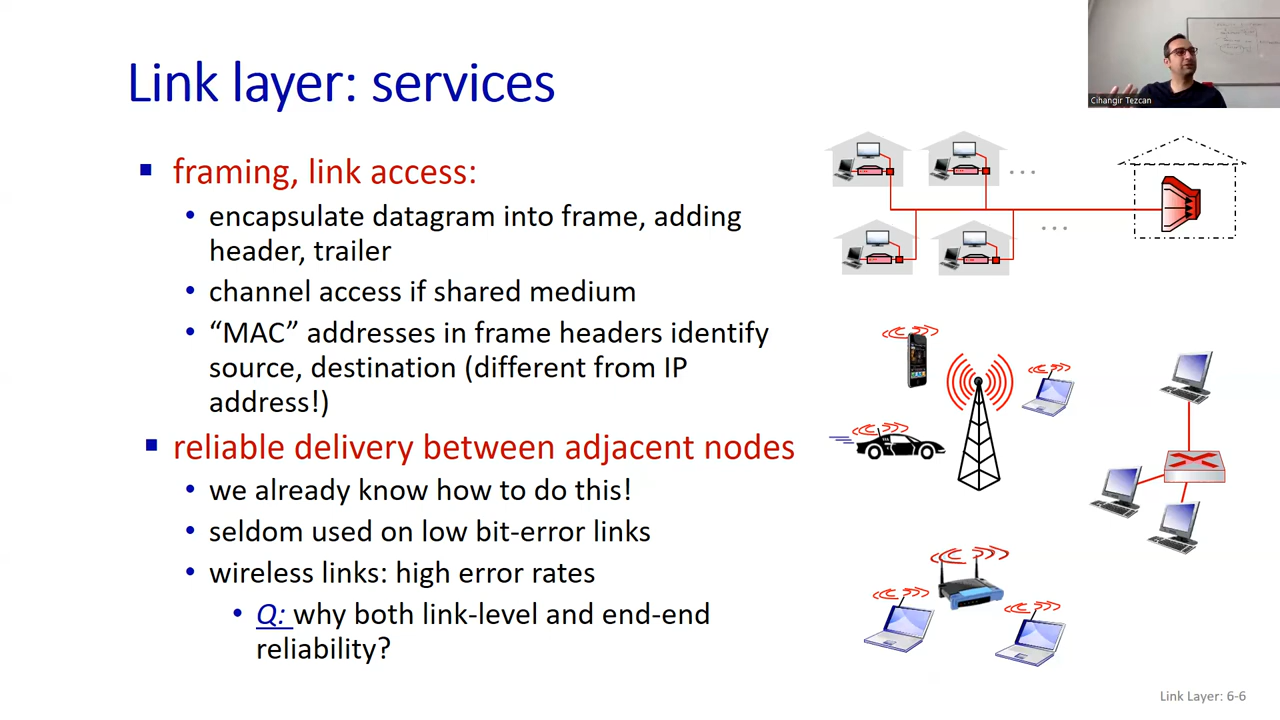 Link layer: services
Cihangir Tezcan
▪ framing, link access:
• encapsulate datagram into frame, adding
header, trailer
• channel access if shared medium
• “MAC” addresses in frame headers identify
source, destination (different from IP
address!)
▪ reliable delivery between adjacent nodes
• we already know how to do this!
• seldom used on low bit-error links
• wireless links: high error rates
• Q: why both link-level and end-end
reliability?
Link Layer: 6-6